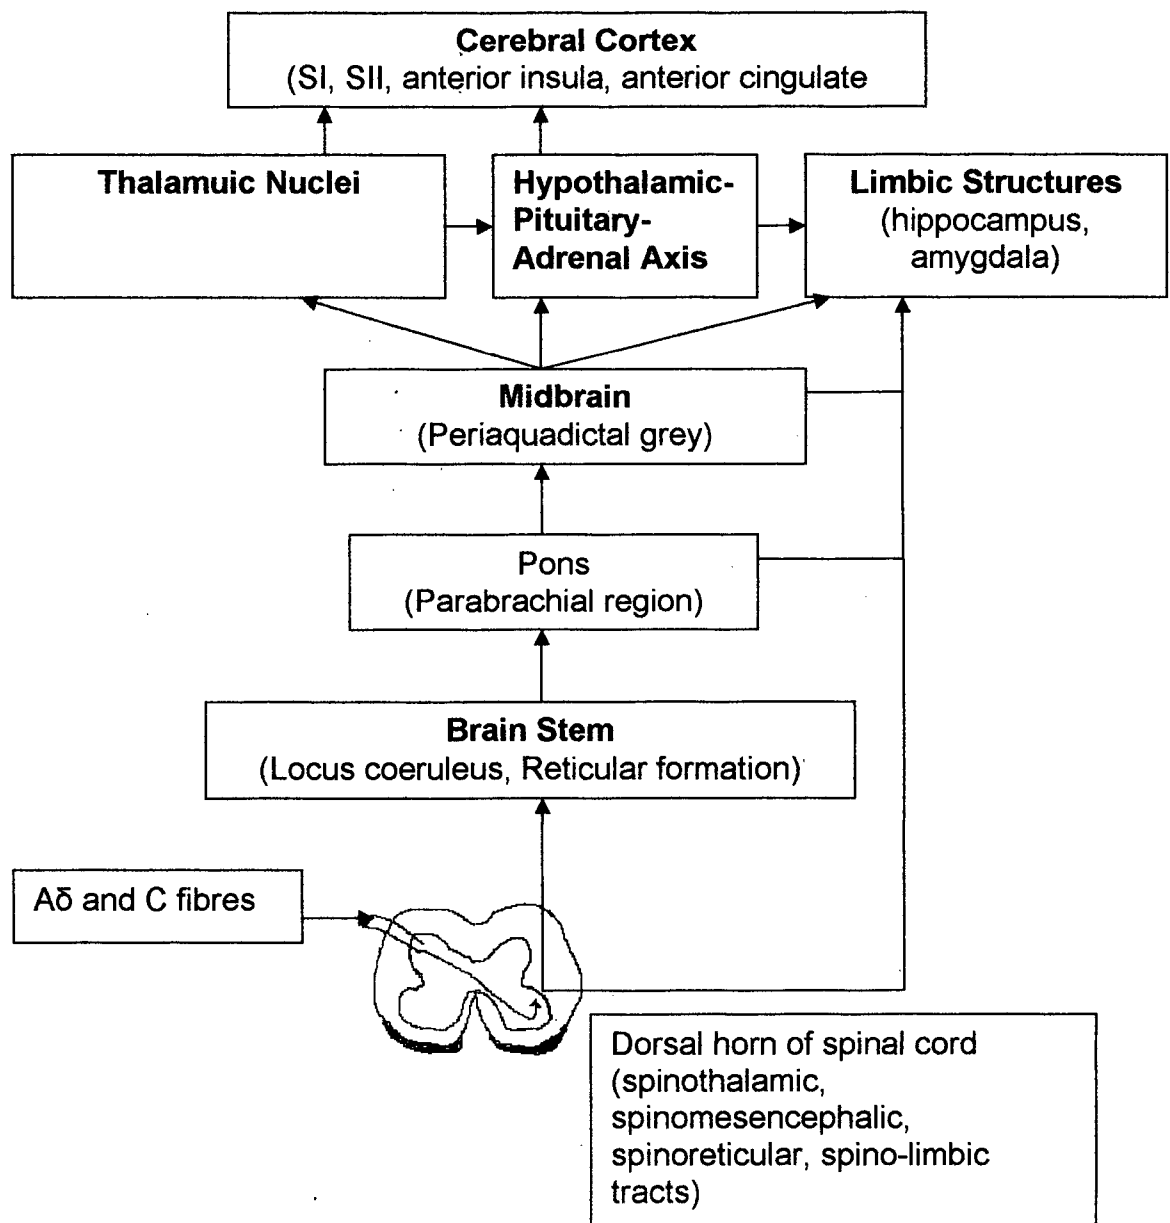 Cerebral Cortex
(SI, SII, anterior insula, anterior cingulate
Thalamuic Nuclei
Hypothalamic-
Pituitary-
Adrenal Axis
Limbic Structures
(hippocampus,
amygdala)
Midbrain
(Periaquadictal grey)
Pons
(Parabrachial region)
Brain Stem
(Locus coeruleus, Reticular formation)
Aδ and C fibres
Dorsal horn of spinal cord
(spinothalamic,
spinomesencephalic,
spinoreticular, spino-limbic
tracts)